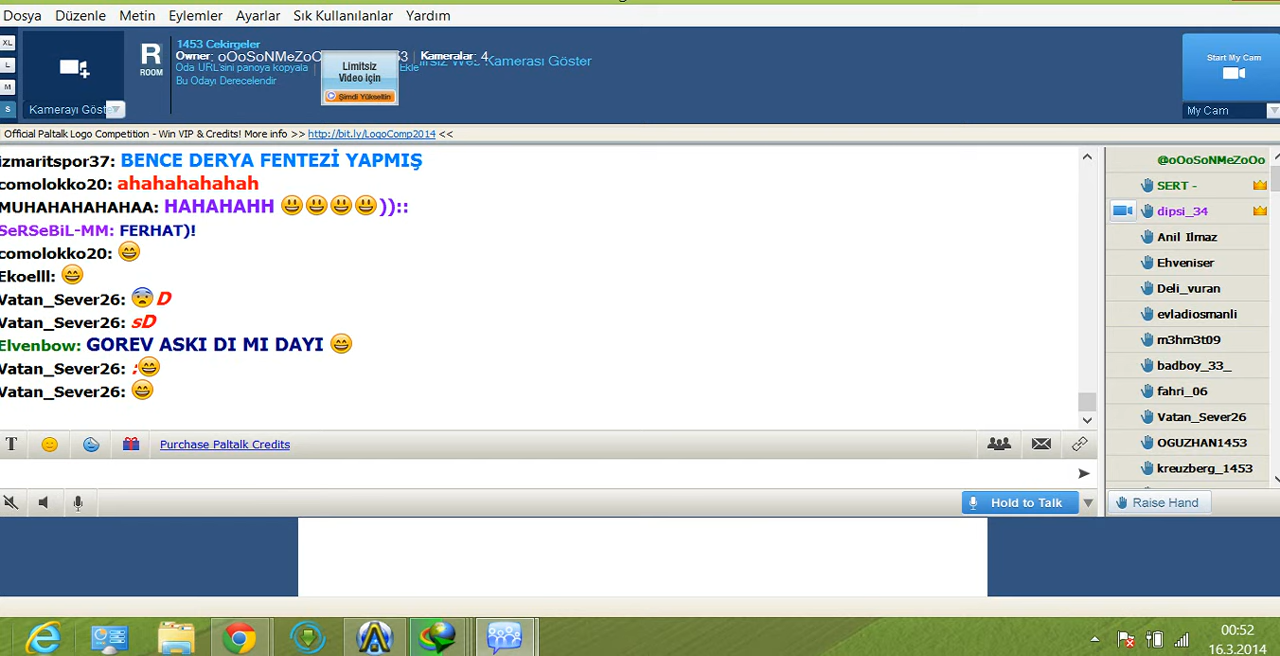 Dosya Düzenle Metin Eylemler Ayarlar Sık Kullanılanlar Yardım
XL
L
M
S
Kamerayı Göst
R
ROOM
1453 Cekirgeler
Owner: oOoSoNMeZoO 53 | Kameralar: 4
Oda URL'sini panoya kopyala | Ekle Web Kamerası Göster
Bu Odayı Derecelendir
Limitsiz
Video için
Şimdi Yükseltin
Start My Cam
My Cam
Official Paltalk Logo Competition - Win VIP & Credits! More info >> http://bit.ly/LogoComp2014 <<
izmaritspor37: BENCE DERYA FENTEZİ YAPMIŞ
comolokko20: ahahahahahah
MUHAHAHAHAHAA: HAHAHAHH 😃😃😃😃))::
SeRSeBiL-MM: FERHAT)!
comolokko20: 😄
Ekoelll: 😄
Vatan_Sever26: 😨D
Vatan_Sever26: sD
Elvenbow: GOREV ASKI DI MI DAYI 😄
Vatan_Sever26: :😄
Vatan_Sever26: 😄
@oOoSoNMeZoOo
SERT -
dipsi_34
Anil Ilmaz
Ehveniser
Deli_vuran
evladiosmanli
m3hm3t09
badboy_33_
fahri_06
Vatan_Sever26
OGUZHAN1453
kreuzberg_1453
T
Purchase Paltalk Credits
Hold to Talk
Raise Hand
00:52
16.3.2014